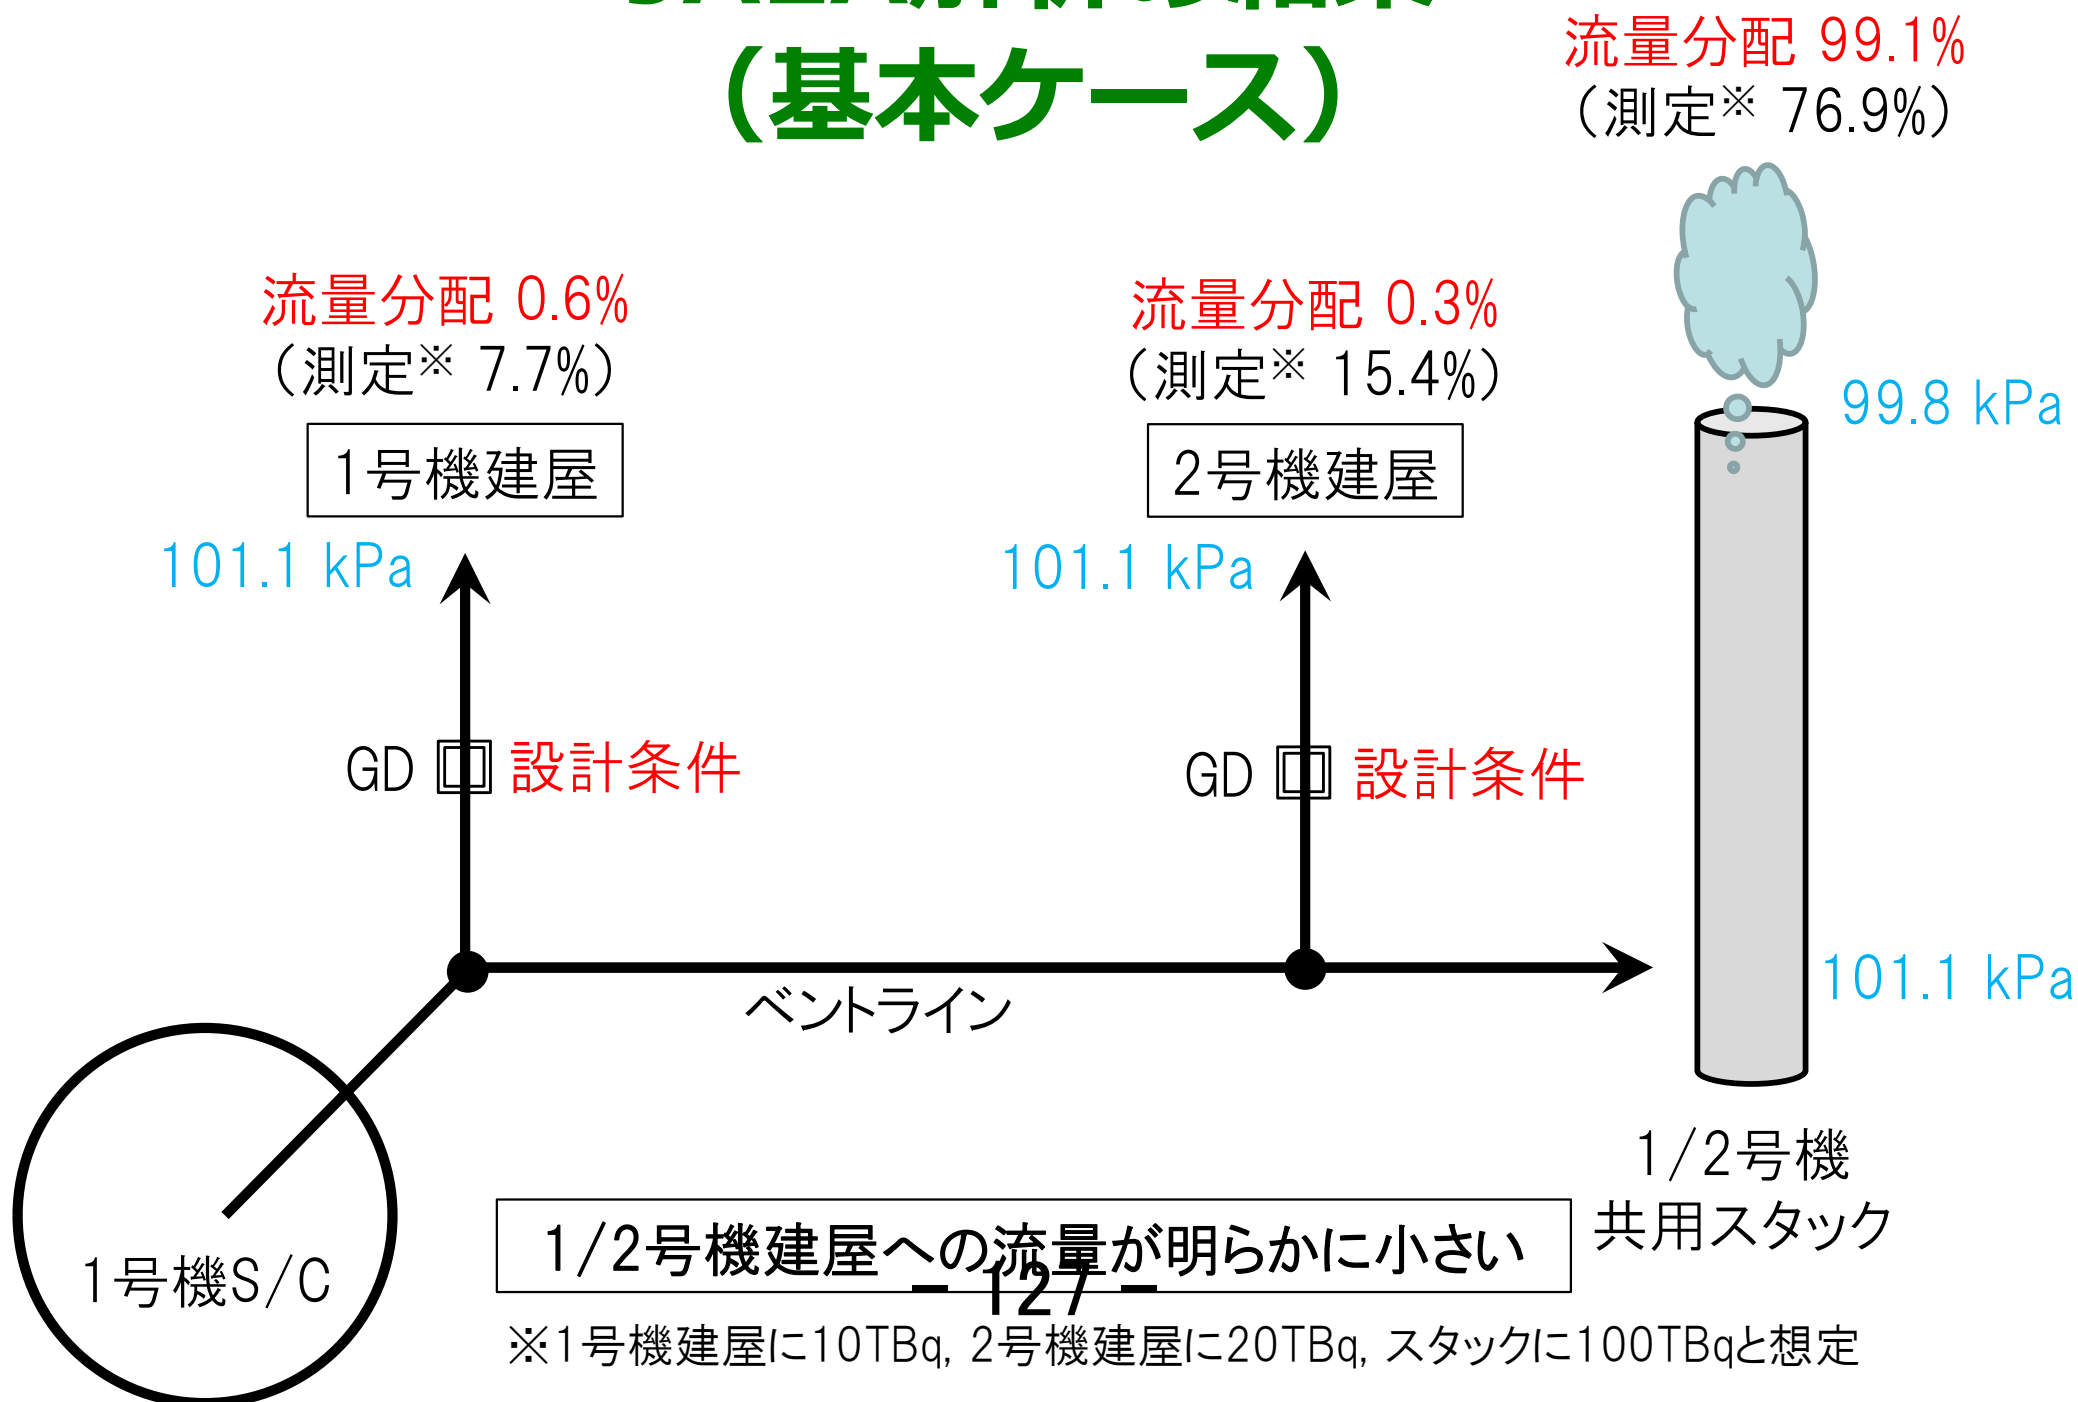 （基本ケース）
流量分配 99.1%
（測定※ 76.9%）
流量分配 0.6%
（測定※ 7.7%）
1号機建屋
101.1 kPa
流量分配 0.3%
（測定※ 15.4%）
2号機建屋
101.1 kPa
99.8 kPa
GD 設計条件
GD 設計条件
ベントライン
101.1 kPa
1/2号機
共用スタック
1号機S/C
1/2号機建屋への流量が明らかに小さい
- 127 -
※1号機建屋に10TBq, 2号機建屋に20TBq, スタックに100TBqと想定